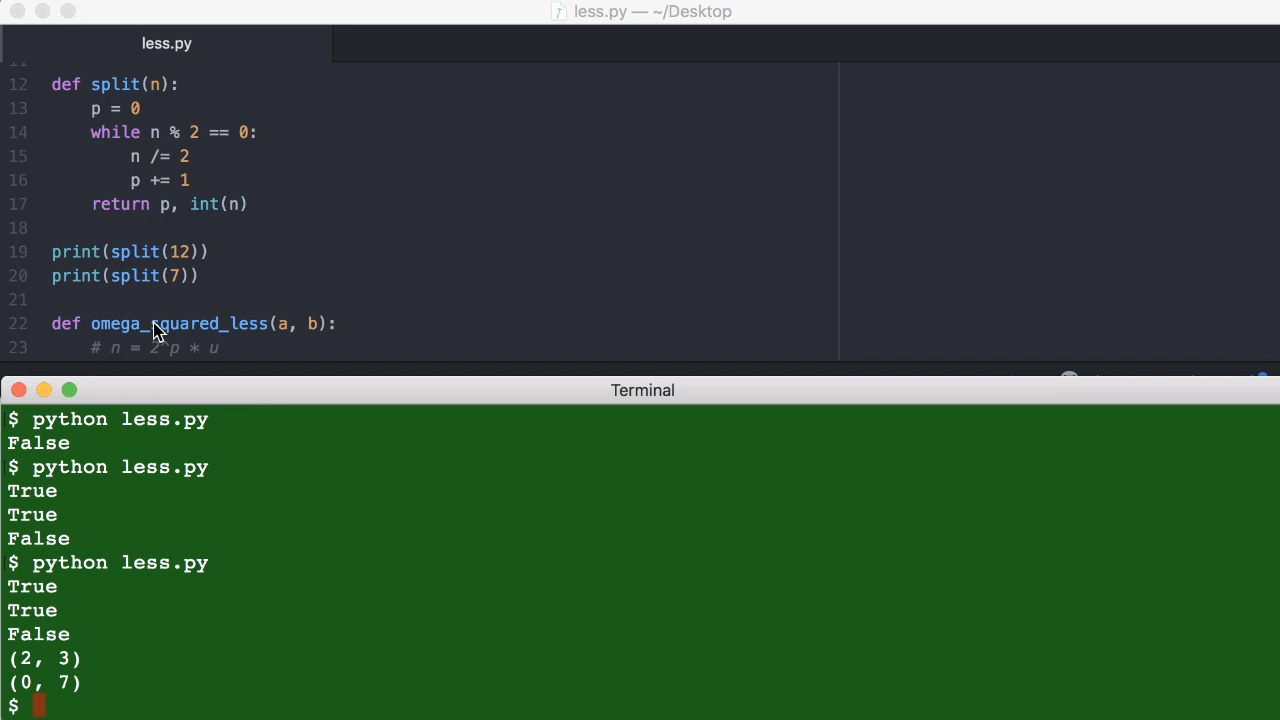 less.py — ~/Desktop
less.py
11
12 def split(n):
13 p = 0
14 while n % 2 == 0:
15 n /= 2
16 p += 1
17 return p, int(n)
18
19 print(split(12))
20 print(split(7))
21
22 def omega_squared_less(a, b):
23 # n = 2^p * u
Terminal
$ python less.py
False
$ python less.py
True
True
False
$ python less.py
True
True
False
(2, 3)
(0, 7)
$